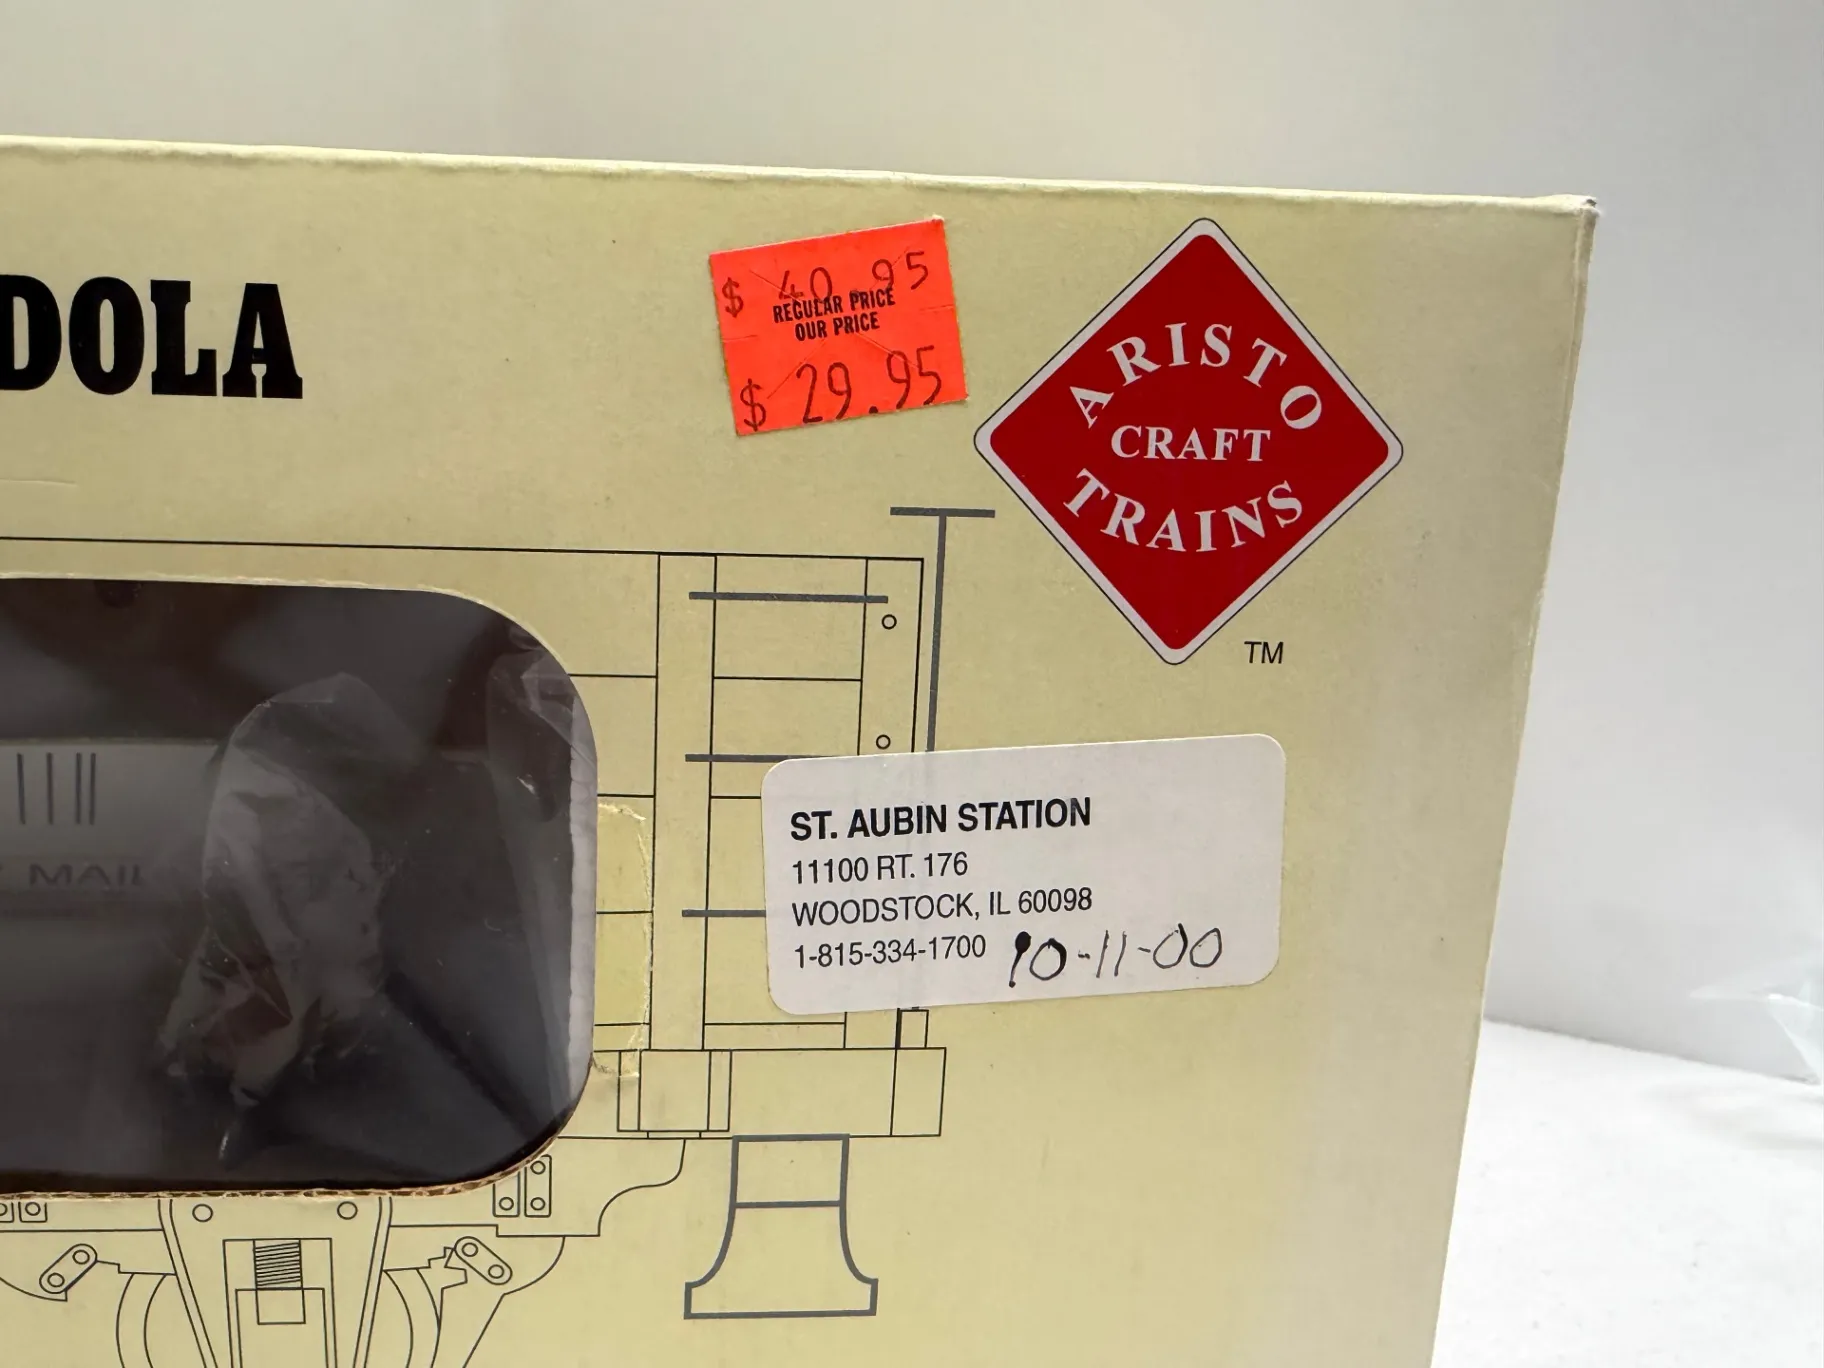 DOLA
$ 40.95
REGULAR PRICE
OUR PRICE
$ 29.95
ARISTO
CRAFT
TRAINS
TM
MAIL
ST. AUBIN STATION
11100 RT. 176
WOODSTOCK, IL 60098
1-815-334-1700 10-11-00